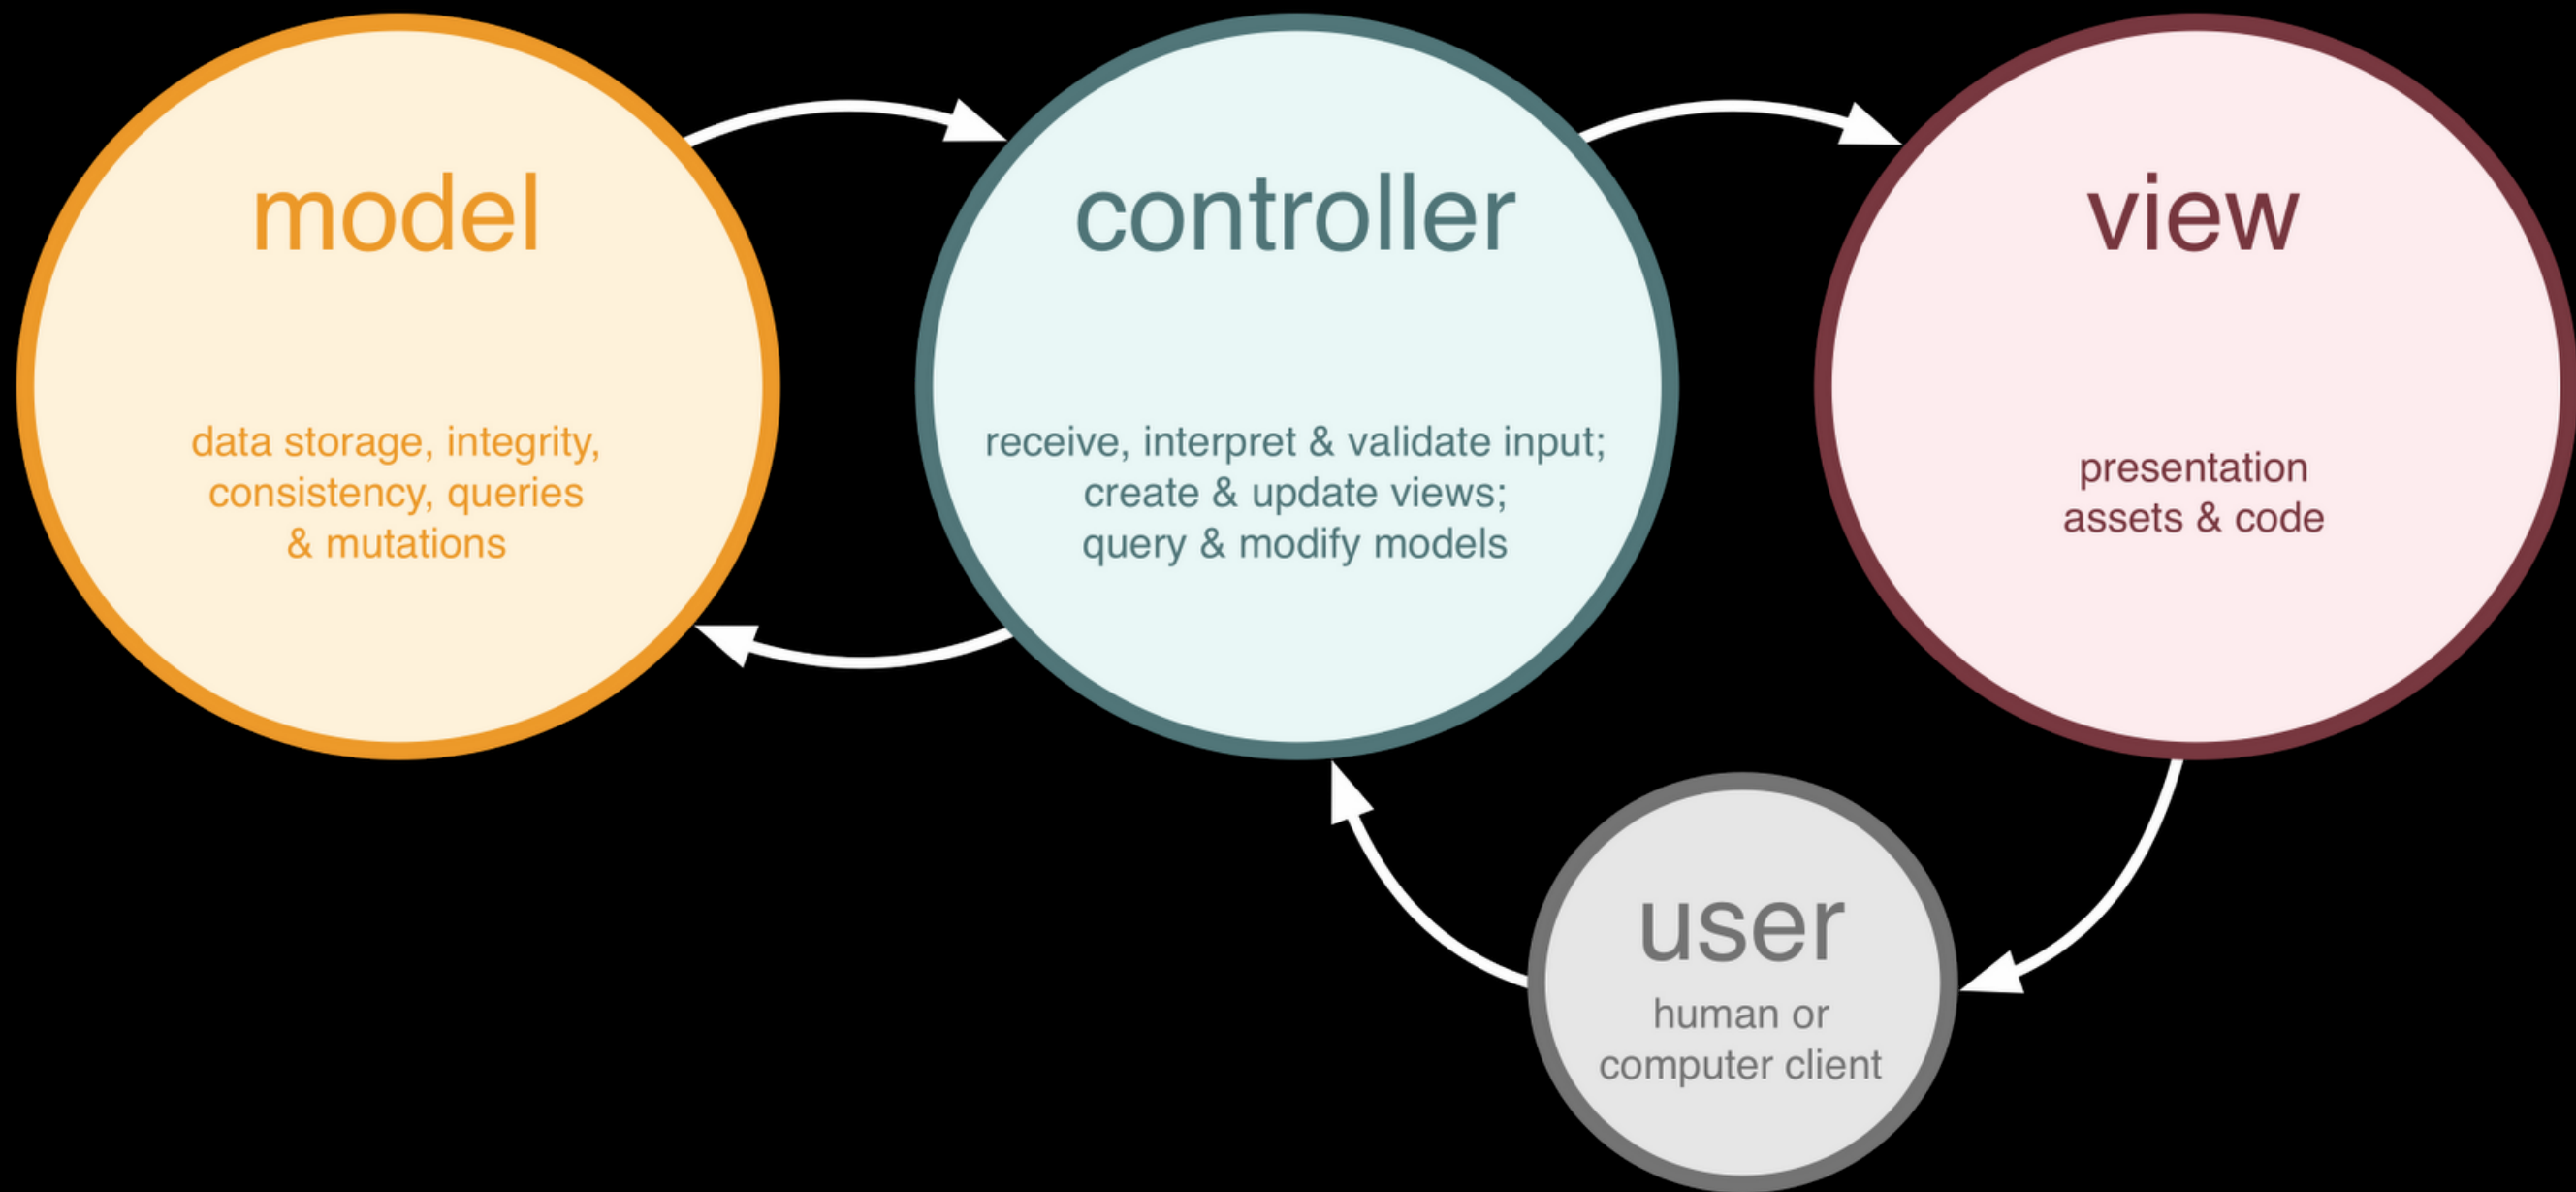 model
data storage, integrity,
consistency, queries
& mutations
controller
receive, interpret & validate input;
create & update views;
query & modify models
view
presentation
assets & code
user
human or
computer client